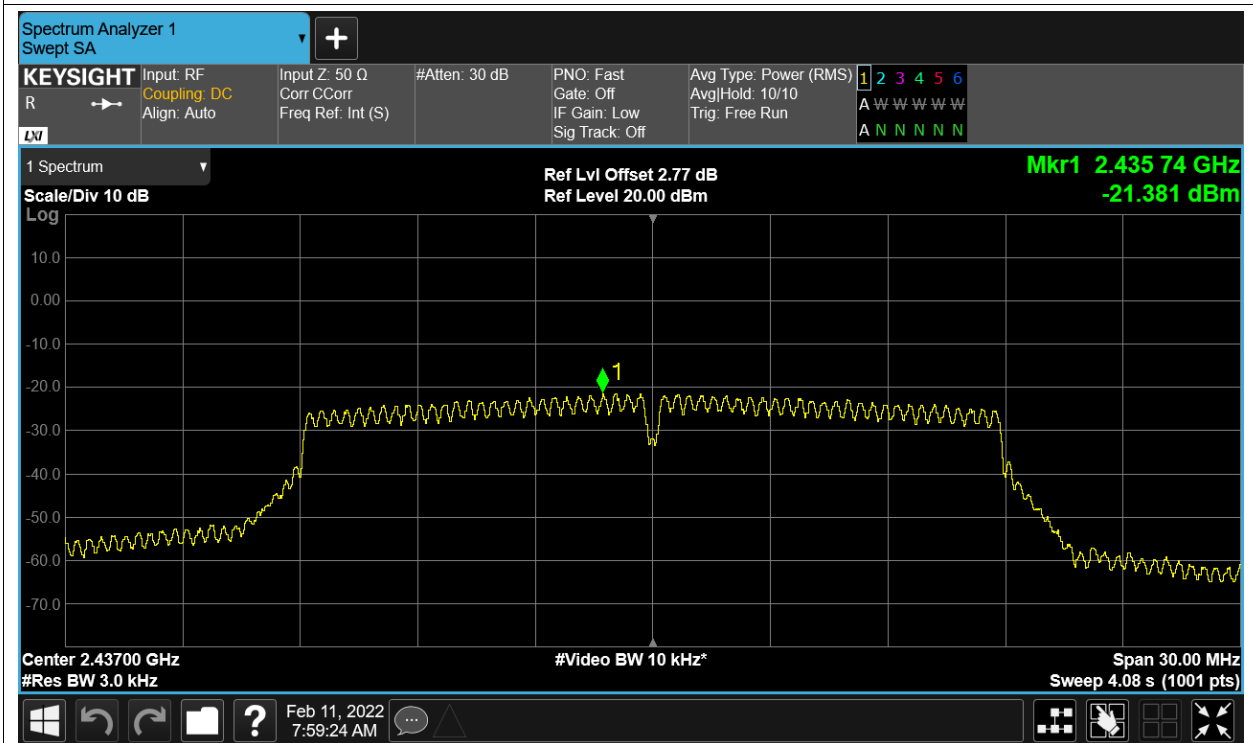 Spectrum Analyzer 1
Swept SA
KEYSIGHT Input: RF Input Z: 50 Ω #Atten: 30 dB PNO: Fast Avg Type: Power (RMS) 1 2 3 4 5 6
R Coupling: DC Corr CCorr Gate: Off Avg|Hold: 10/10 A W W W W W
Align: Auto Freq Ref: Int (S) IF Gain: Low Trig: Free Run
LXI Sig Track: Off A N N N N N
1 Spectrum Ref Lvl Offset 2.77 dB Mkr1 2.435 74 GHz
Scale/Div 10 dB Ref Level 20.00 dBm -21.381 dBm
Log
10.0
0.00
-10.0
1
-20.0
-30.0
-40.0
-50.0
-60.0
-70.0
Center 2.43700 GHz #Video BW 10 kHz* Span 30.00 MHz
#Res BW 3.0 kHz Sweep 4.08 s (1001 pts)
? Feb 11, 2022
7:59:24 AM